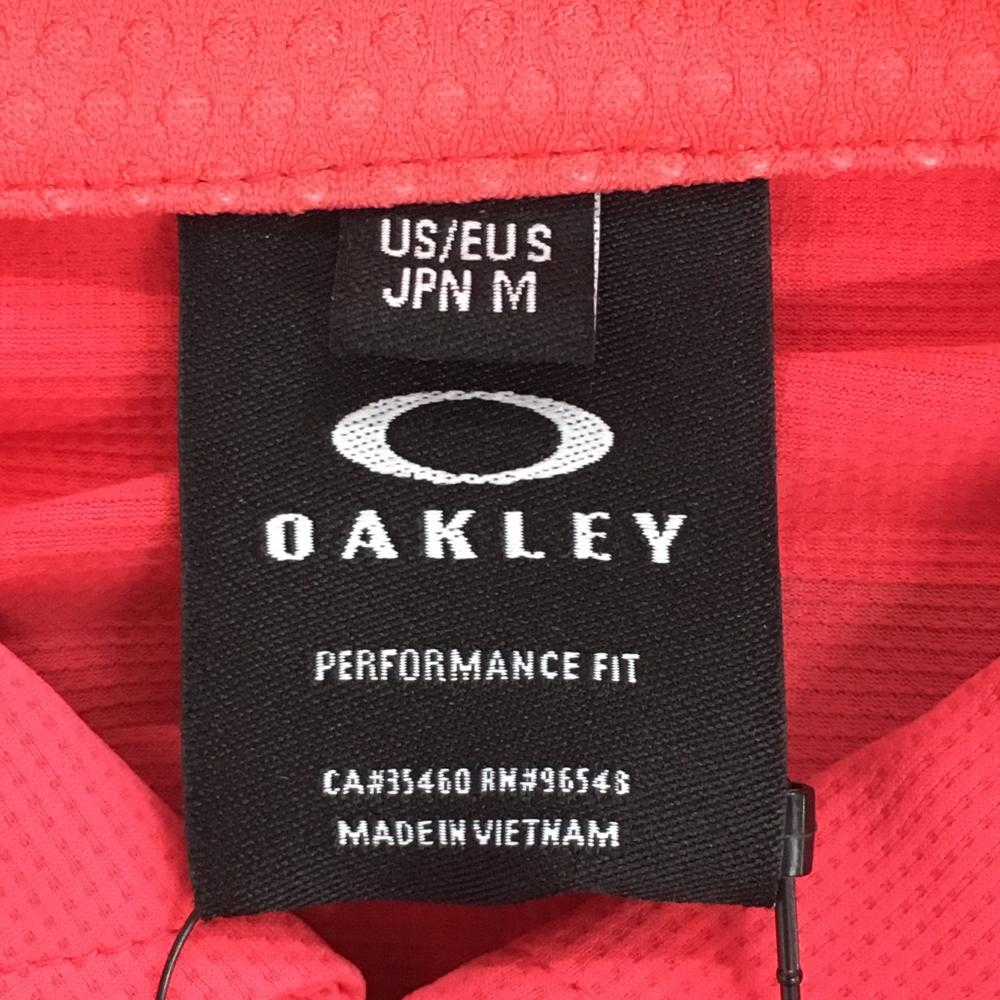 US/EU S
JPN M
OAKLEY
PERFORMANCE FIT
CA#35460 RN#96548
MADE IN VIETNAM